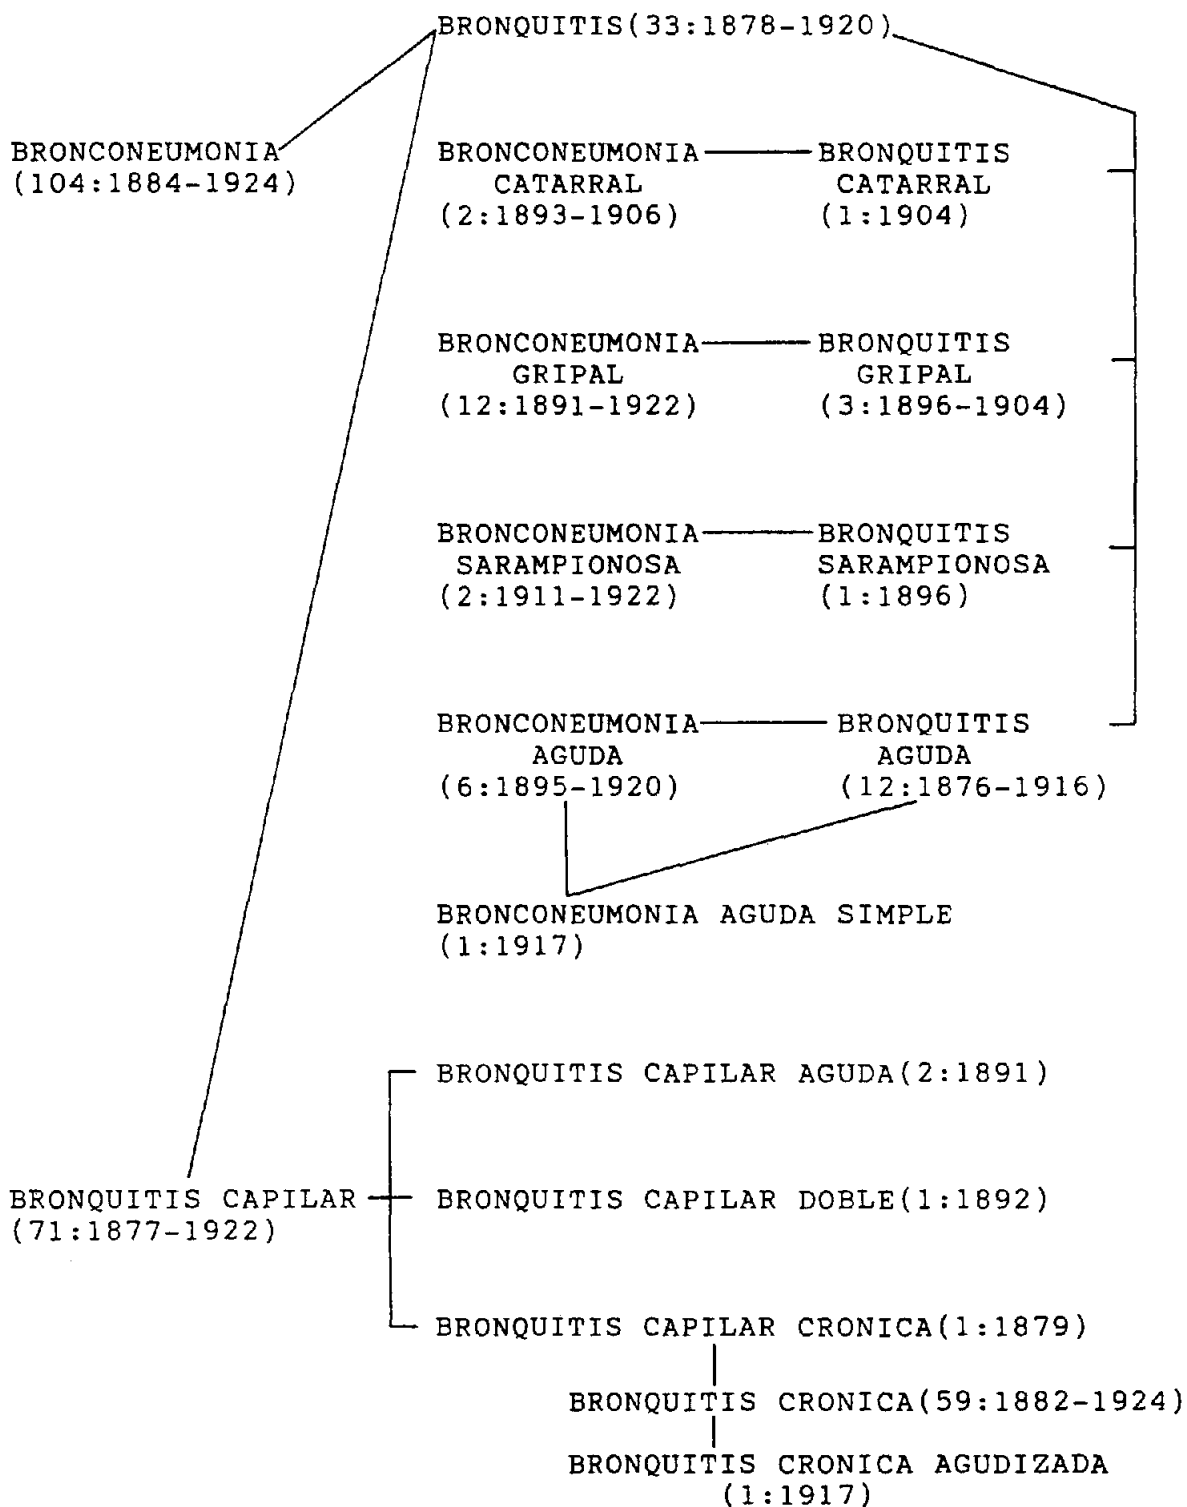 BRONQUITIS(33:1878-1920)
BRONCONEUMONIA
(104:1884-1924)
BRONCONEUMONIA
CATARRAL
(2:1893-1906)
BRONQUITIS
CATARRAL
(1:1904)
BRONCONEUMONIA
GRIPAL
(12:1891-1922)
BRONQUITIS
GRIPAL
(3:1896-1904)
BRONCONEUMONIA
SARAMPIONOSA
(2:1911-1922)
BRONQUITIS
SARAMPIONOSA
(1:1896)
BRONCONEUMONIA
AGUDA
(6:1895-1920)
BRONQUITIS
AGUDA
(12:1876-1916)
BRONCONEUMONIA AGUDA SIMPLE
(1:1917)
BRONQUITIS CAPILAR AGUDA(2:1891)
BRONQUITIS CAPILAR
(71:1877-1922)
BRONQUITIS CAPILAR DOBLE(1:1892)
BRONQUITIS CAPILAR CRONICA(1:1879)
BRONQUITIS CRONICA(59:1882-1924)
BRONQUITIS CRONICA AGUDIZADA
(1:1917)